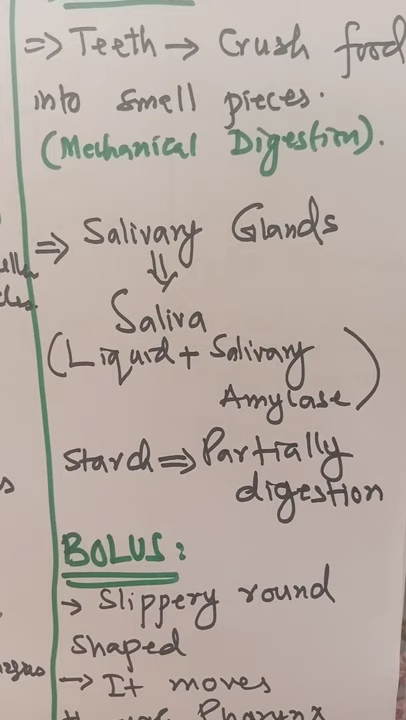 ⇒ Teeth → Crush food
into smell pieces.
(Mechanical Digestion).
⇒ Salivary Glands
⇓
Saliva
(Liquid + Salivary
Amylase)
Starch ⇒ Partially
digestion
BOLUS:
→ Slippery round
shaped
→ It moves
Pharynx